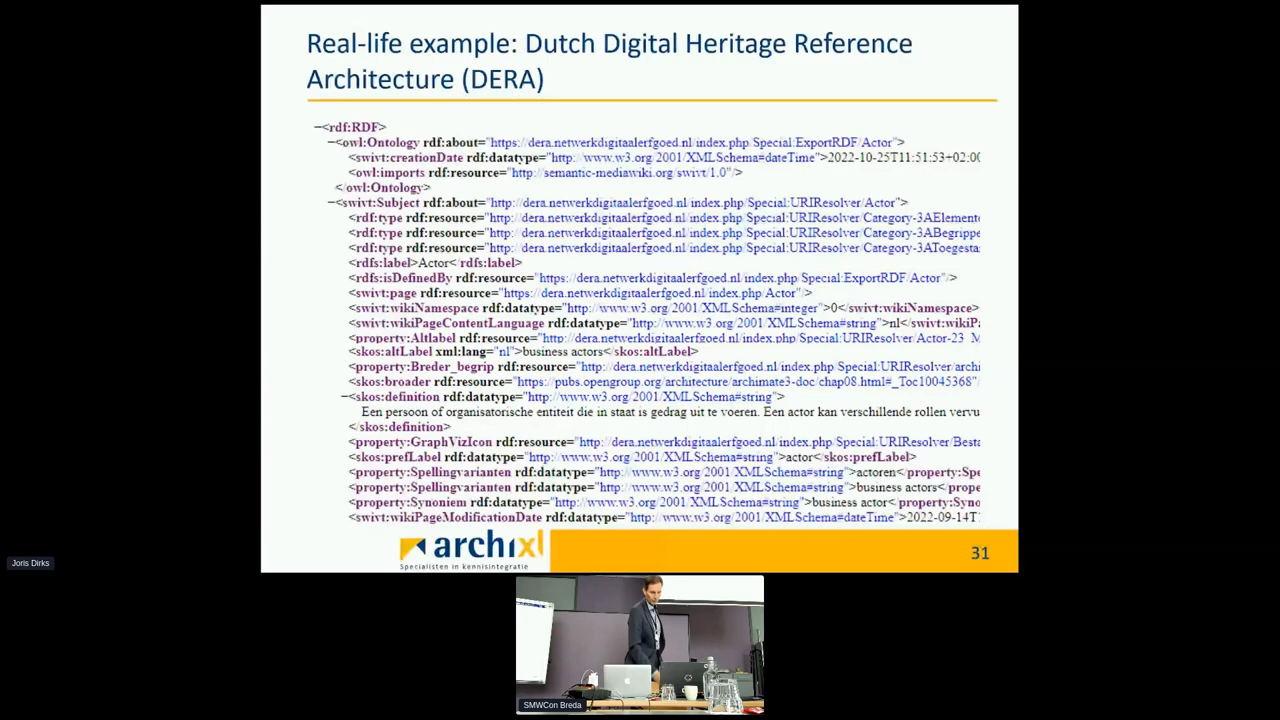 Real-life example: Dutch Digital Heritage Reference
Architecture (DERA)
−<rdf:RDF>
−<owl:Ontology rdf:about="https://dera.netwerkdigitaalerfgoed.nl/index.php/Special:ExportRDF/Actor">
<swivt:creationDate rdf:datatype="http://www.w3.org/2001/XMLSchema#dateTime">2022-10-25T11:51:53+02:00
<owl:imports rdf:resource="http://semantic-mediawiki.org/swivt/1.0"/>
</owl:Ontology>
−<swivt:Subject rdf:about="http://dera.netwerkdigitaalerfgoed.nl/index.php/Special:URIResolver/Actor">
<rdf:type rdf:resource="http://dera.netwerkdigitaalerfgoed.nl/index.php/Special:URIResolver/Category-3AElemente
<rdf:type rdf:resource="http://dera.netwerkdigitaalerfgoed.nl/index.php/Special:URIResolver/Category-3ABegrippe
<rdf:type rdf:resource="http://dera.netwerkdigitaalerfgoed.nl/index.php/Special:URIResolver/Category-3AToegesta
<rdfs:label>Actor</rdfs:label>
<rdfs:isDefinedBy rdf:resource="https://dera.netwerkdigitaalerfgoed.nl/index.php/Special:ExportRDF/Actor"/>
<swivt:page rdf:resource="https://dera.netwerkdigitaalerfgoed.nl/index.php/Actor"/>
<swivt:wikiNamespace rdf:datatype="http://www.w3.org/2001/XMLSchema#integer">0</swivt:wikiNamespace>
<swivt:wikiPageContentLanguage rdf:datatype="http://www.w3.org/2001/XMLSchema#string">nl</swivt:wikiP
<property:Altlabel rdf:resource="http://dera.netwerkdigitaalerfgoed.nl/index.php/Special:URIResolver/Actor-23_M
<skos:altLabel xml:lang="nl">business actors</skos:altLabel>
<property:Breder_begrip rdf:resource="http://dera.netwerkdigitaalerfgoed.nl/index.php/Special:URIResolver/archi
<skos:broader rdf:resource="https://pubs.opengroup.org/architecture/archimate3-doc/chap08.html#_Toc10045368"/
−<skos:definition rdf:datatype="http://www.w3.org/2001/XMLSchema#string">
Een persoon of organisatorische entiteit die in staat is gedrag uit te voeren. Een actor kan verschillende rollen vervu
</skos:definition>
<property:GraphVizIcon rdf:resource="http://dera.netwerkdigitaalerfgoed.nl/index.php/Special:URIResolver/Besta
<skos:prefLabel rdf:datatype="http://www.w3.org/2001/XMLSchema#string">actor</skos:prefLabel>
<property:Spellingvarianten rdf:datatype="http://www.w3.org/2001/XMLSchema#string">actoren</property:Spe
<property:Spellingvarianten rdf:datatype="http://www.w3.org/2001/XMLSchema#string">business actors</prope
<property:Synoniem rdf:datatype="http://www.w3.org/2001/XMLSchema#string">business actor</property:Syno
<swivt:wikiPageModificationDate rdf:datatype="http://www.w3.org/2001/XMLSchema#dateTime">2022-09-14T
archixl
Specialisten in kennisintegratie
31
Joris Dirks
SMWCon Breda